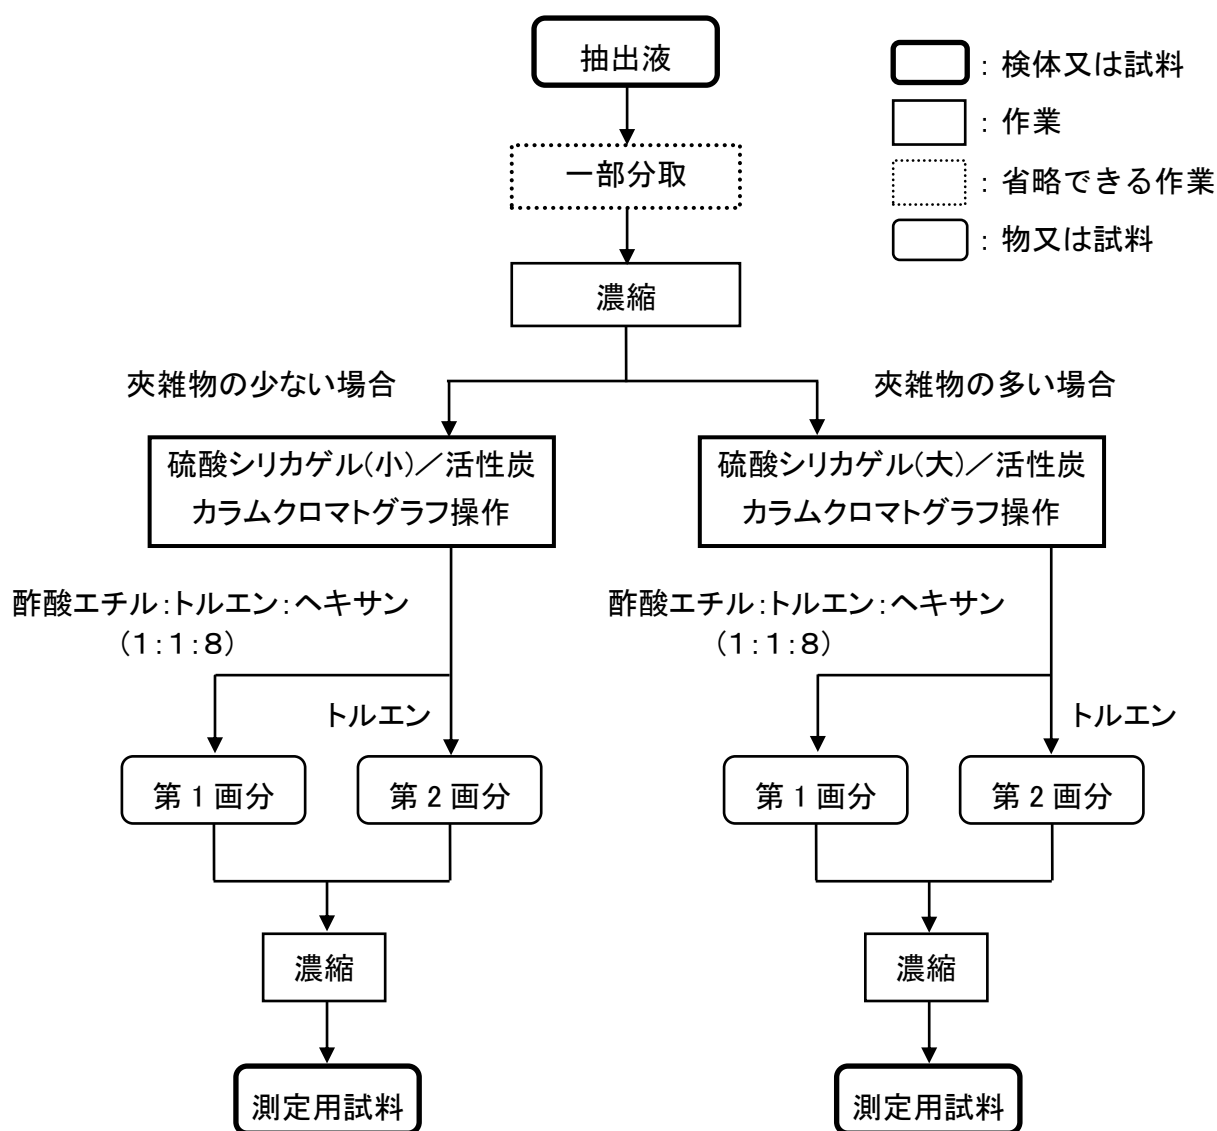 抽出液
：検体又は試料
：作業
一部分取
：省略できる作業
：物又は試料
濃縮
夾雑物の少ない場合
夾雑物の多い場合
硫酸シリカゲル(小)／活性炭
カラムクロマトグラフ操作
硫酸シリカゲル(大)／活性炭
カラムクロマトグラフ操作
酢酸エチル：トルエン：ヘキサン
（１：１：８）
酢酸エチル：トルエン：ヘキサン
（１：１：８）
トルエン
トルエン
第１画分
第２画分
第１画分
第２画分
濃縮
濃縮
測定用試料
測定用試料